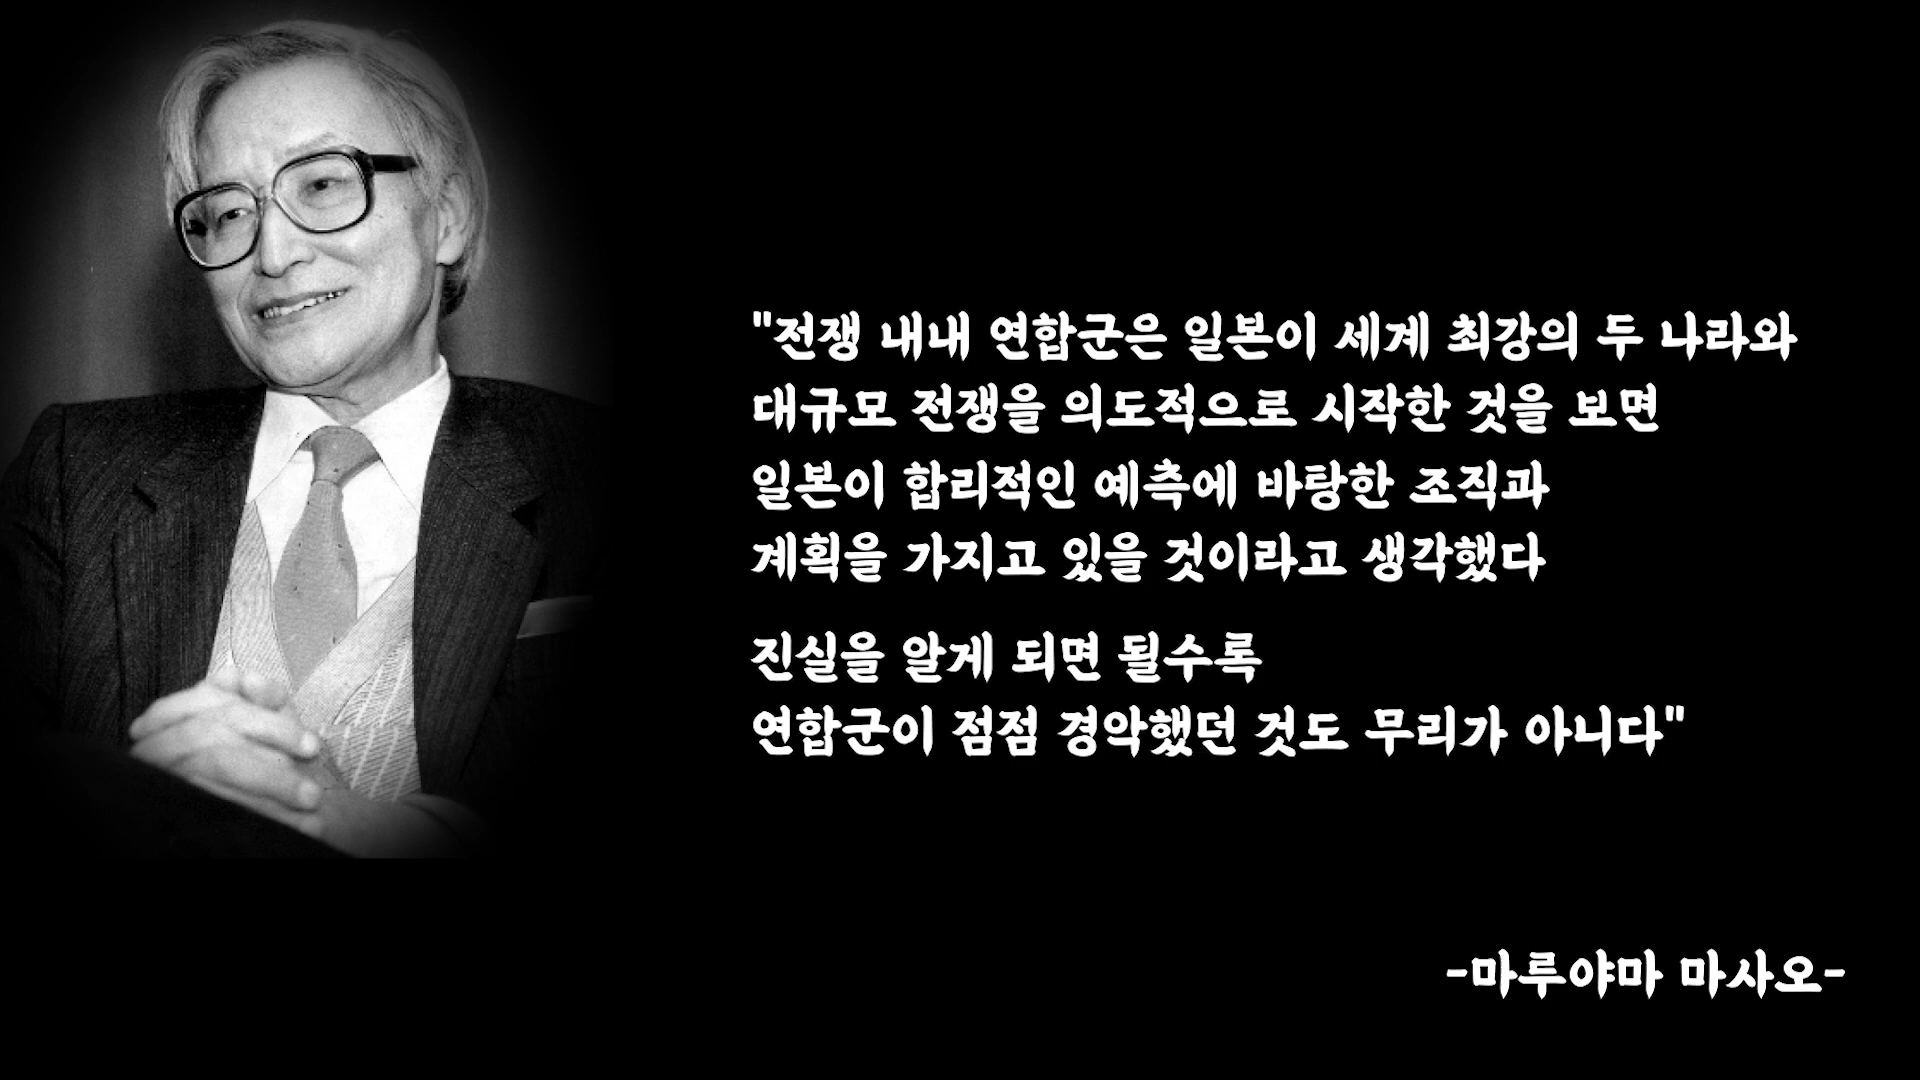 "전쟁 내내 연합군은 일본이 세계 최강의 두 나라와
대규모 전쟁을 의도적으로 시작한 것을 보면
일본이 합리적인 예측에 바탕한 조직과
계획을 가지고 있을 것이라고 생각했다
진실을 알게 되면 될수록
연합군이 점점 경악했던 것도 무리가 아니다"
-마루야마 마사오-